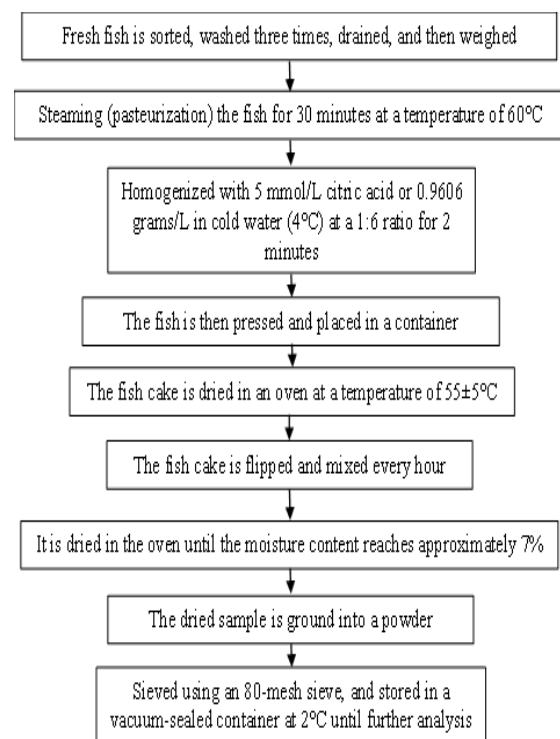 Fresh fish is sorted, washed three times, drained, and then weighed
Steaming (pasteurization) the fish for 30 minutes at a temperature of 60°C
Homogenized with 5 mmol/L citric acid or 0.9606
grams/L in cold water (4°C) at a 1:6 ratio for 2
minutes
The fish is then pressed and placed in a container
The fish cake is dried in an oven at a temperature of 55±5°C
The fish cake is flipped and mixed every hour
It is dried in the oven until the moisture content reaches approximately 7%
The dried sample is ground into a powder
Sieved using an 80-mesh sieve, and stored in a
vacuum-sealed container at 2°C until further analysis